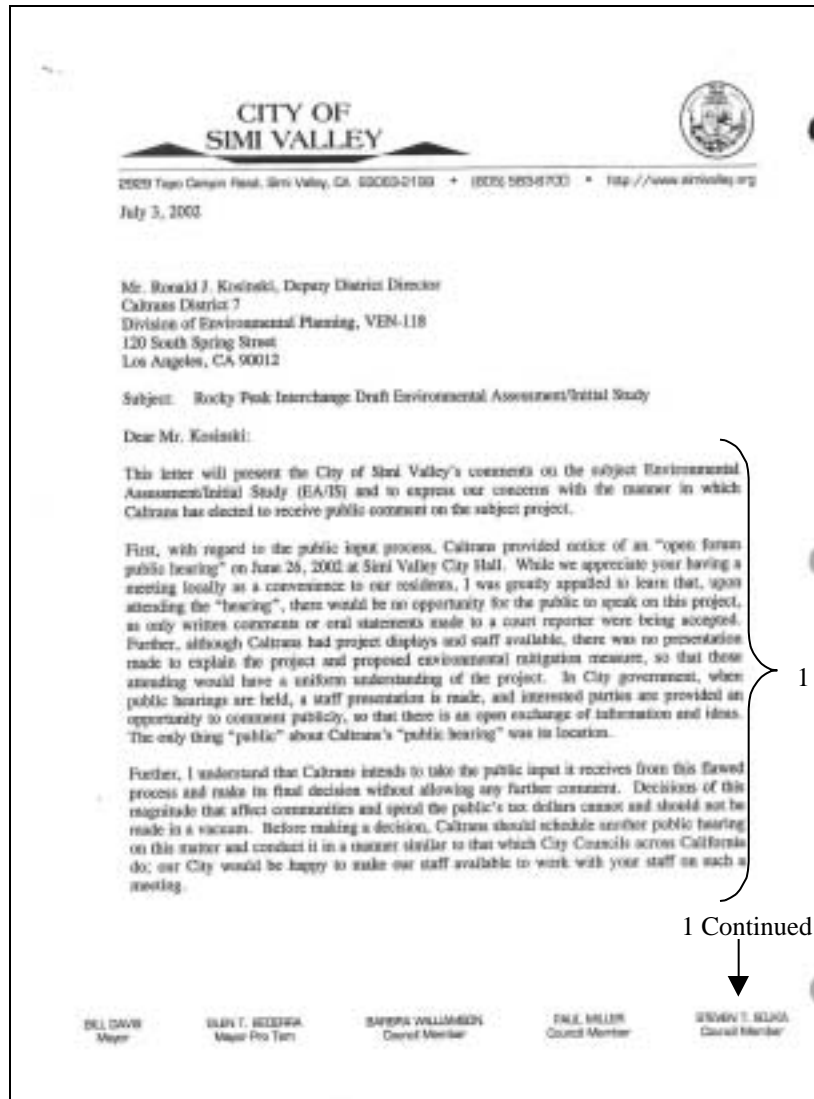 CITY OF
SIMI VALLEY
2929 Tapo Canyon Road, Simi Valley, CA 93063-2199 • (805) 583-6700 • http://www.simivalley.org
July 3, 2002
Mr. Ronald J. Kosinski, Deputy District Director
Caltrans District 7
Division of Environmental Planning, VEN-118
120 South Spring Street
Los Angeles, CA 90012
Subject: Rocky Peak Interchange Draft Environmental Assessment/Initial Study
Dear Mr. Kosinski:
This letter will present the City of Simi Valley's comments on the subject Environmental
Assessment/Initial Study (EA/IS) and to express our concerns with the manner in which
Caltrans has elected to receive public comment on the subject project.
First, with regard to the public input process, Caltrans provided notice of an "open forum
public hearing" on June 26, 2002 at Simi Valley City Hall. While we appreciate your having a
meeting locally as a convenience to our residents, I was greatly appalled to learn that, upon
attending the "hearing", there would be no opportunity for the public to speak on this project,
as only written comments or oral statements made to a court reporter were being accepted.
Further, although Caltrans had project displays and staff available, there was no presentation
made to explain the project and proposed environmental mitigation measure, so that those
attending would have a uniform understanding of the project. In City government, when
public hearings are held, a staff presentation is made, and interested parties are provided an
opportunity to comment publicly, so that there is an open exchange of information and ideas.
The only thing "public" about Caltrans's "public hearing" was its location.
1
Further, I understand that Caltrans intends to take the public input it receives from this flawed
process and make its final decision without allowing any further comment. Decisions of this
magnitude that affect communities and spend the public's tax dollars cannot and should not be
made in a vacuum. Before making a decision, Caltrans should schedule another public hearing
on this matter and conduct it in a manner similar to that which City Councils across California
do; our City would be happy to make our staff available to work with your staff on such a
meeting.
1 Continued
BILL DAVIS GLEN T. BECERRA BARBRA WILLIAMSON PAUL MILLER STEVEN T. SOJKA
Mayor Mayor Pro Tem Council Member Council Member Council Member